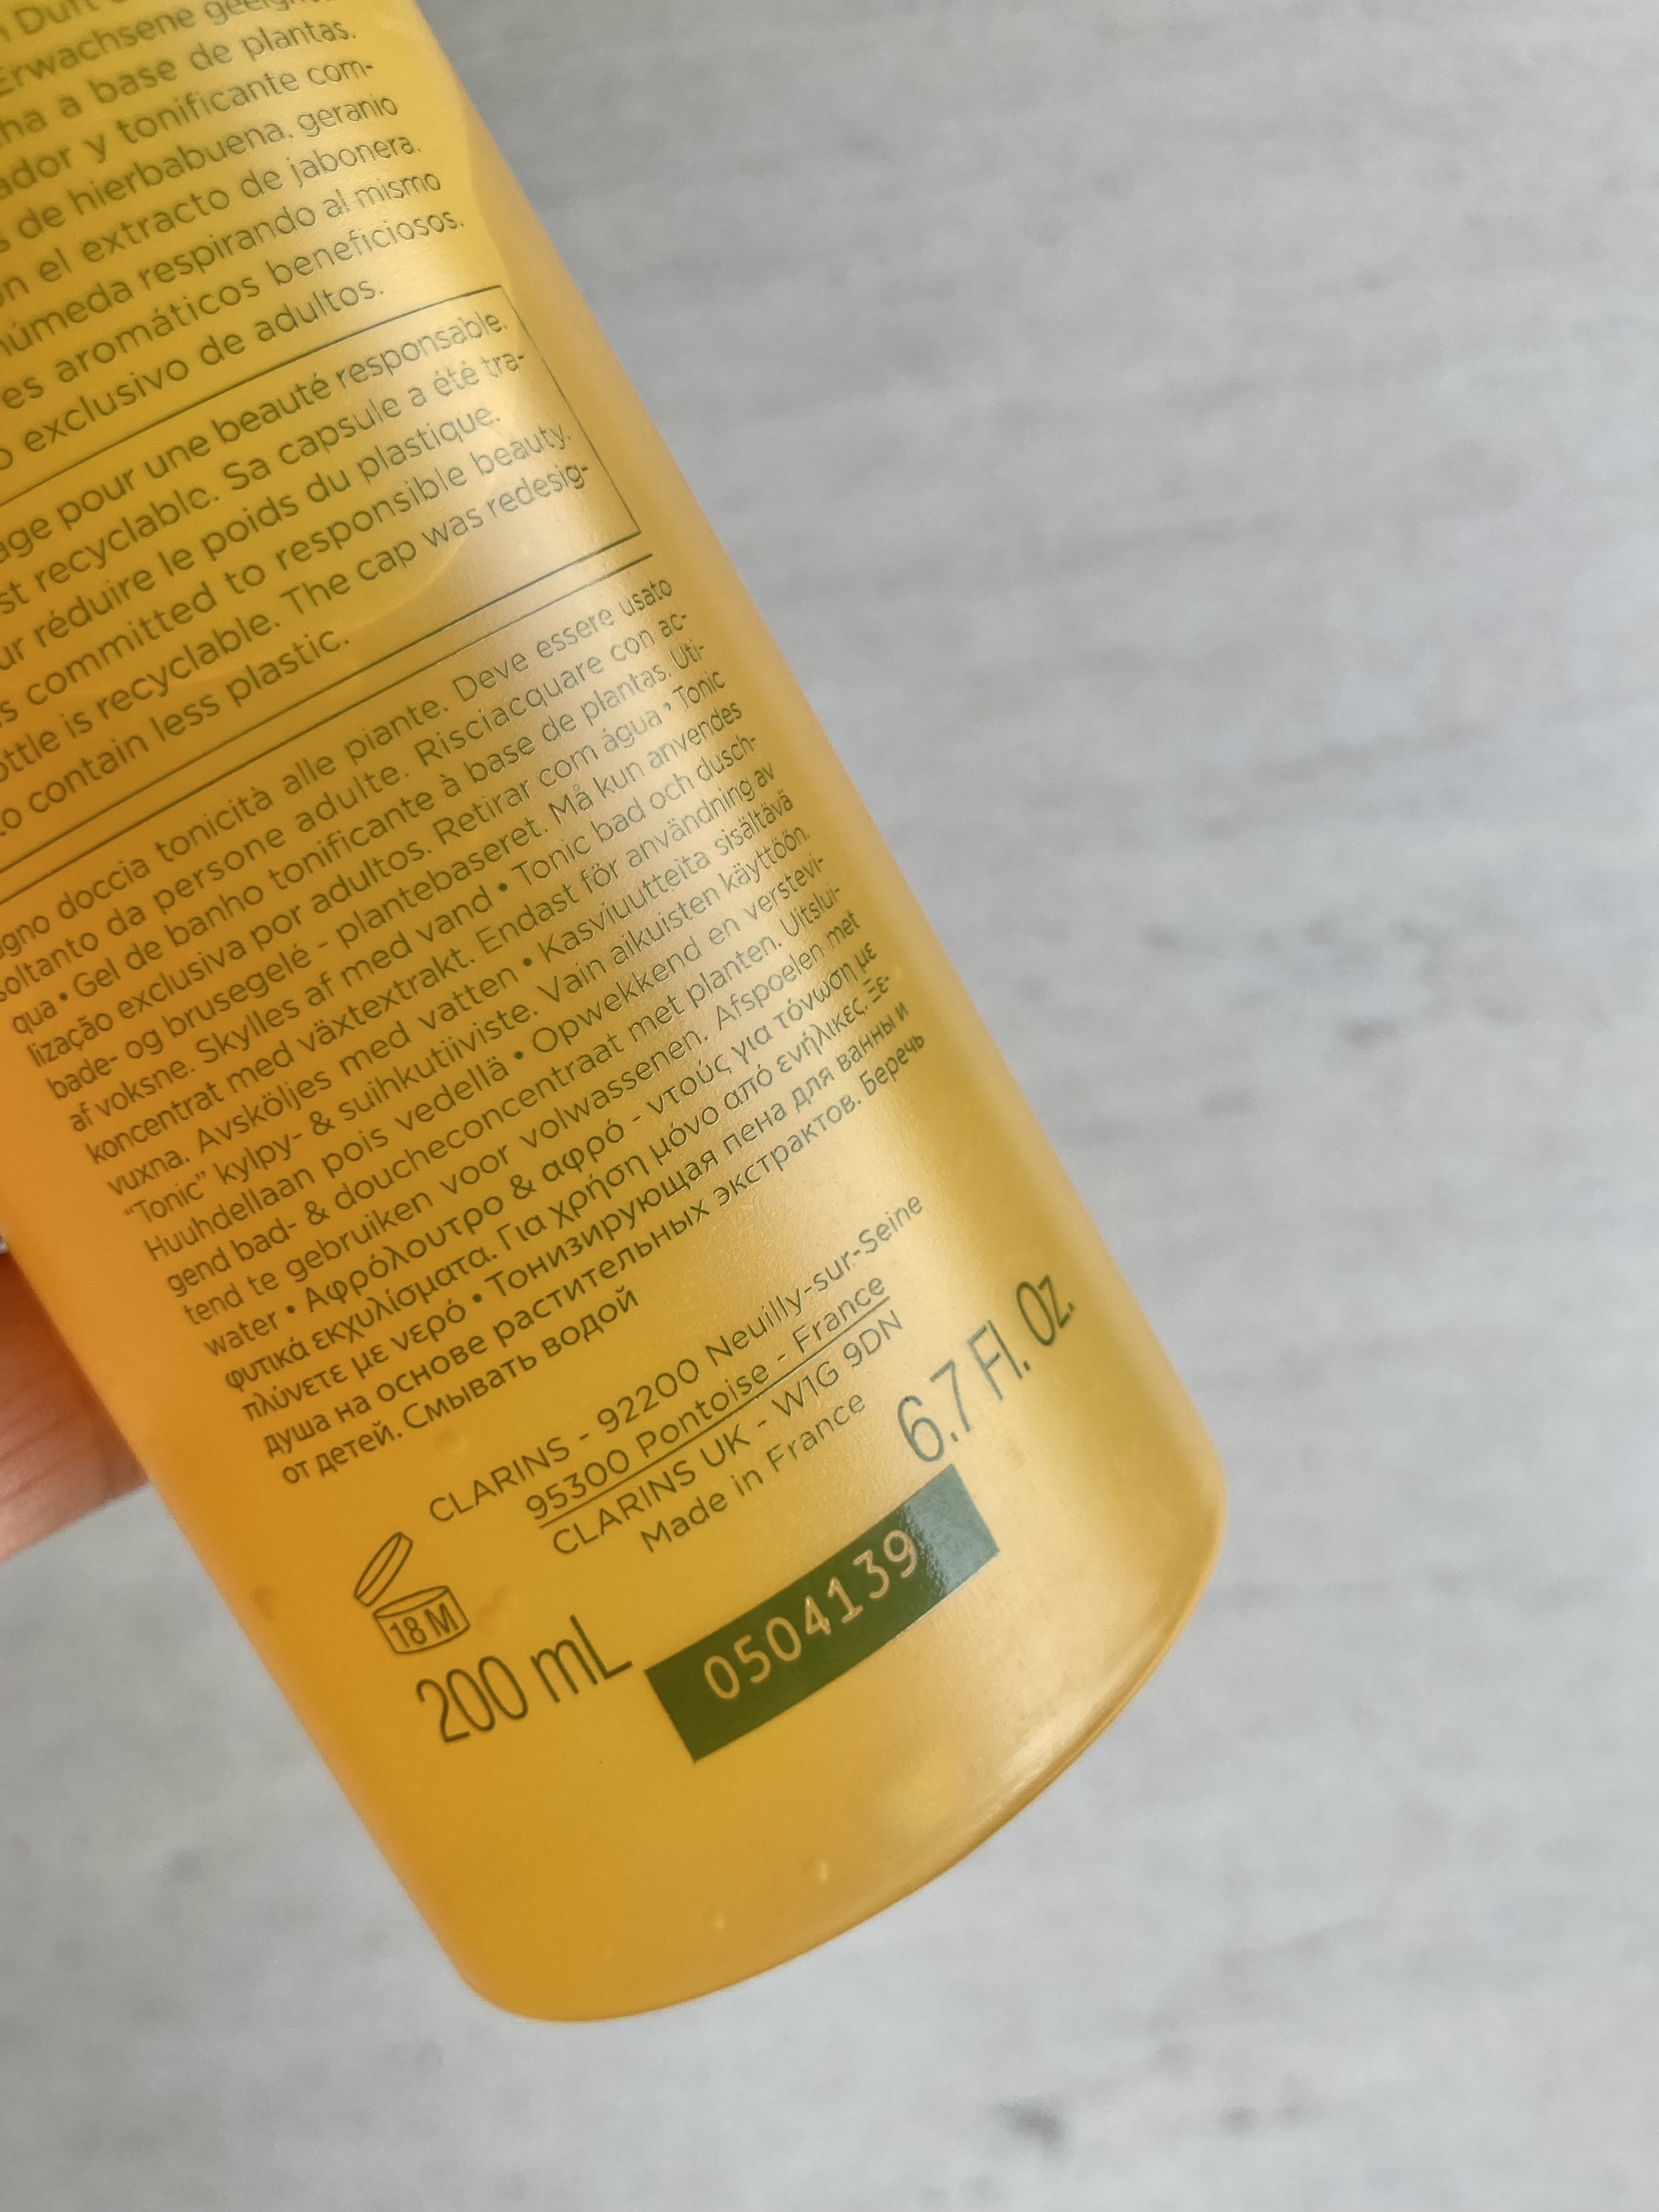 Duft
Erwachsene
ha a base de plantas.
ador y tonificante com-
de hierbabuena, geranio
n el extracto de jabonera.
húmeda respirando al mismo
es aromáticos beneficiosos.
o exclusivo de adultos.
age pour une beauté responsable.
st recyclable. Sa capsule a été tra-
ur réduire le poids du plastique.
s committed to responsible beauty.
ottle is recyclable. The cap was redesig-
to contain less plastic.
gno doccia tonicità alle piante. Deve essere usato
soltanto da persone adulte. Risciacquare con ac-
qua • Gel de banho tonificante à base de plantas. Uti-
lização exclusiva por adultos. Retirar com água • Tonic
bade- og brusegelé - plantebaseret. Må kun anvendes
af voksne. Skylles af med vand • Tonic bad och dusch-
koncentrat med växtextrakt. Endast för användning av
vuxna. Avsköljes med vatten • Kasviuutteita sisältävä
"Tonic" kylpy- & suihkutiiviste. Vain aikuisten käyttöön.
Huuhdellaan pois vedellä • Opwekkend en verstevi-
gend bad- & doucheconcentraat met planten. Uitslui-
tend te gebruiken voor volwassenen. Afspoelen met
water • Αφρόλουτρο & αφρό - ντούς για τόνωση με
φυτικά εκχυλίσματα. Για χρήση μόνο από ενήλικες. Ξε-
πλύνετε με νερό • Тонизирующая пена для ванны и
душа на основе растительных экстрактов. Беречь
от детей. Смывать водой
CLARINS - 92200 Neuilly-sur-Seine
95300 Pontoise - France
CLARINS UK - W1G 9DN
Made in France
18 M
200 mL 6.7 Fl. Oz.
0504139